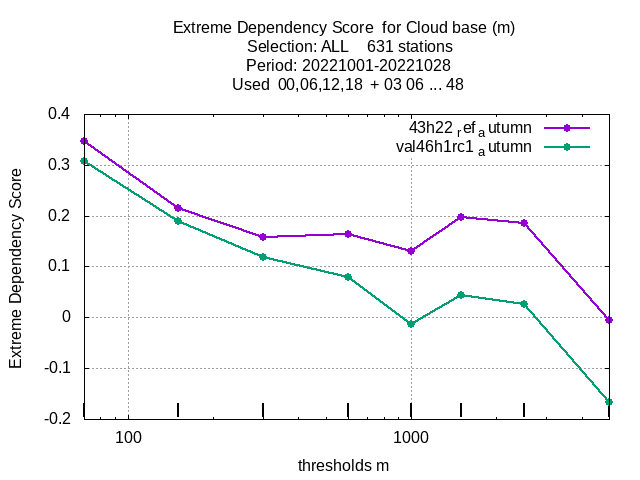 Extreme Dependency Score  for Cloud base (m)
Selection: ALL    631 stations
Period: 20221001-20221028
Used  00,06,12,18  + 03 06 ... 48
43h22 ref a utumn
val46h1rc1 a utumn
0.4
0.3
0.2
0.1
0
-0.1
-0.2
Extreme Dependency Score
100 1000
thresholds m